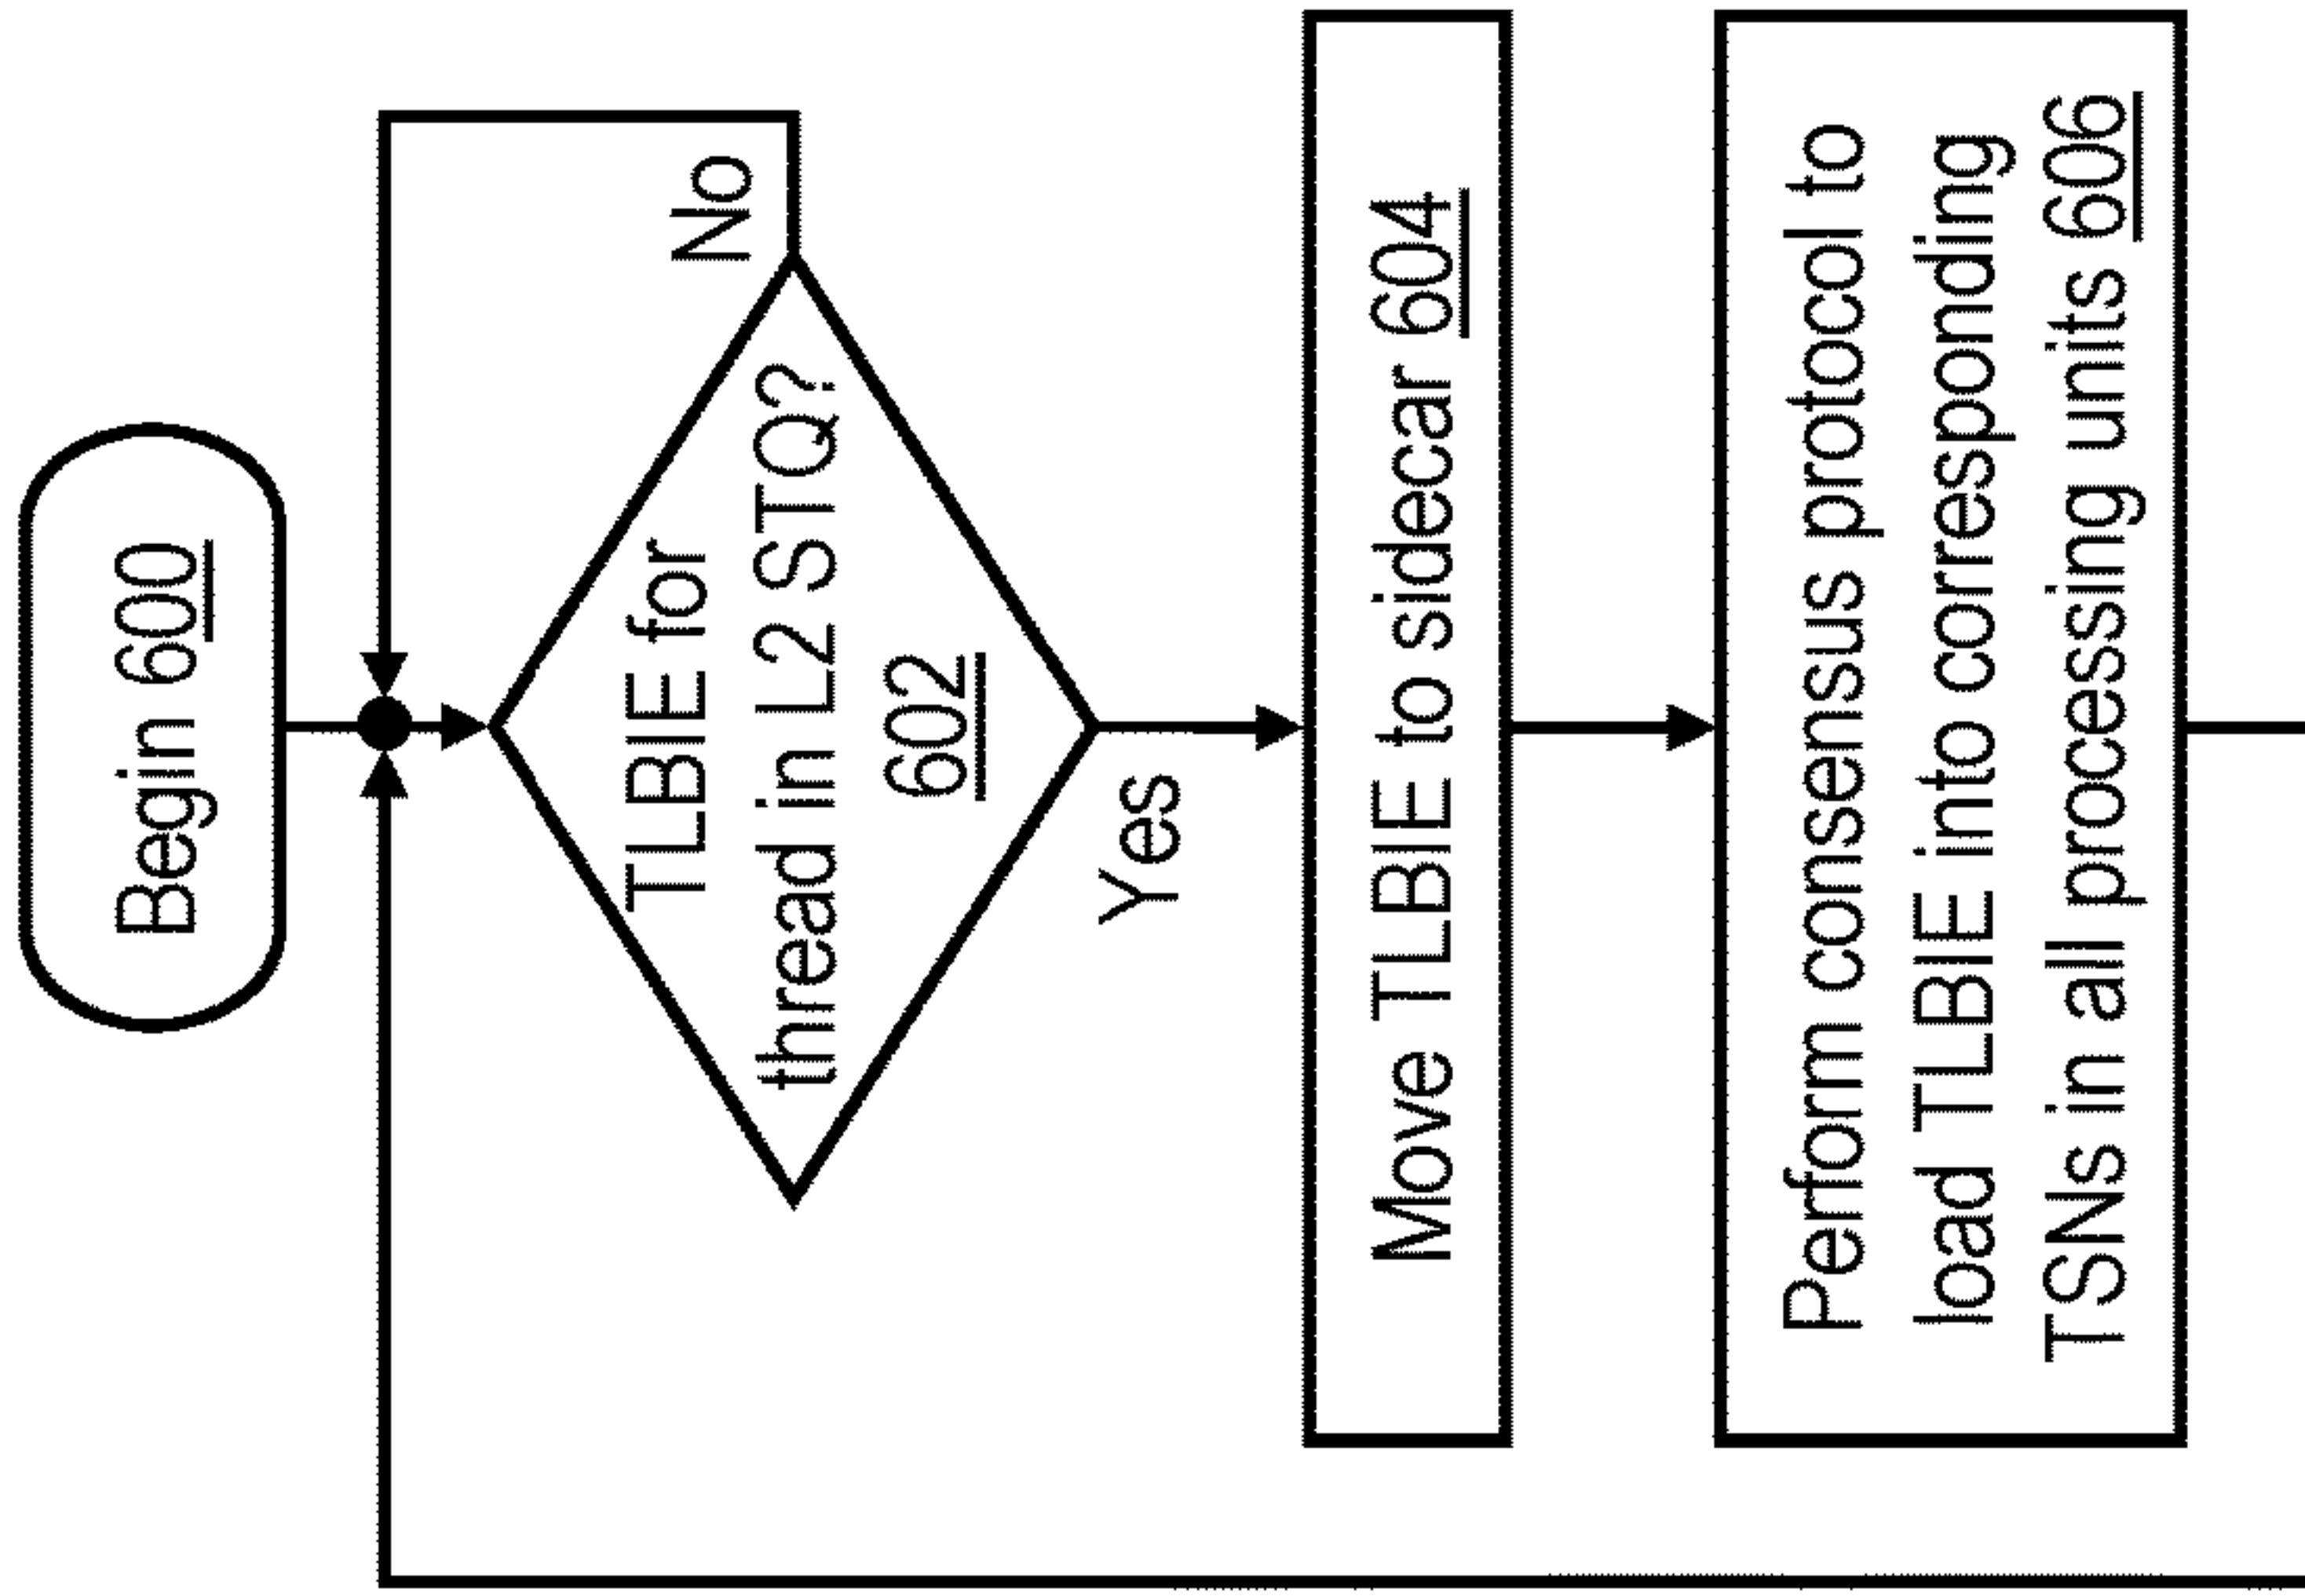 Begin 600
TLBIE for
thread in L2 STQ?
602
No
Yes
Move TLBIE to sidecar 604
Perform consensus protocol to
load TLBIE into corresponding
TSNs in all processing units 606